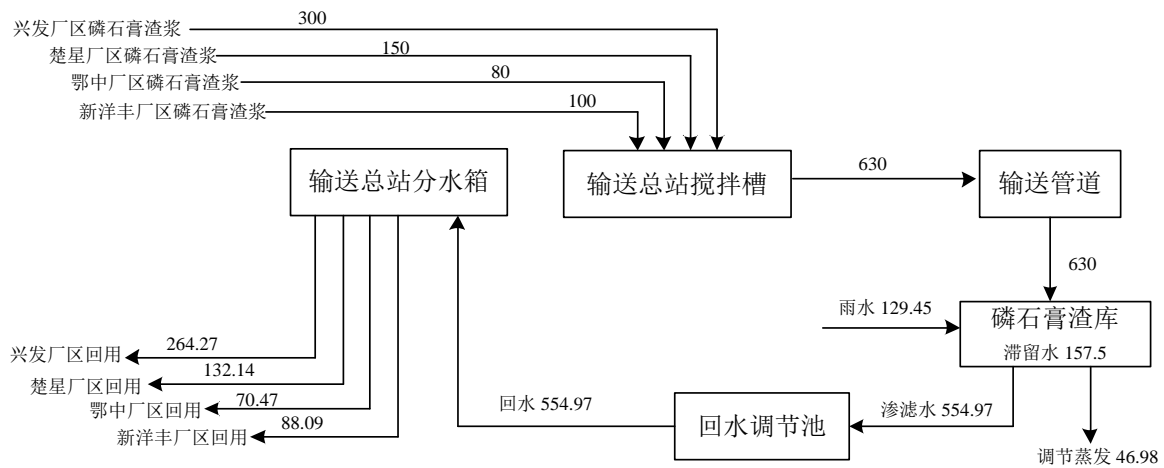 兴发厂区磷石膏渣浆 300
楚星厂区磷石膏渣浆 150
鄂中厂区磷石膏渣浆 80
新洋丰厂区磷石膏渣浆 100
输送总站分水箱
输送总站搅拌槽
630
输送管道
630
雨水 129.45
磷石膏渣库
滞留水 157.5
兴发厂区回用 264.27
楚星厂区回用 132.14
鄂中厂区回用 70.47
新洋丰厂区回用 88.09
回水 554.97
回水调节池
渗滤水 554.97
调节蒸发 46.98